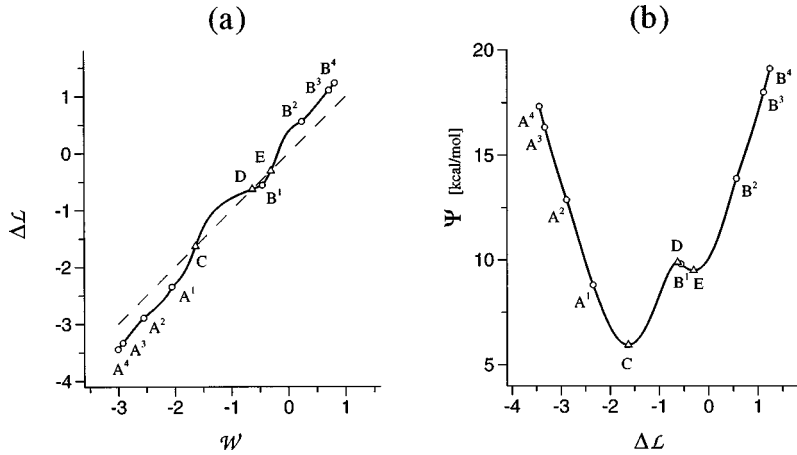 (a)
1
0
-1
-2
-3
-4
Δℒ
B⁴
B³
B²
E
D
B¹
C
A¹
A²
A³
A⁴
-3 -2 -1 0 1
𝒲
(b)
20
15
10
5
Ψ [kcal/mol]
A⁴
A³
A²
A¹
C
D
B¹ E
B²
B³
B⁴
-4 -3 -2 -1 0 1
Δℒ